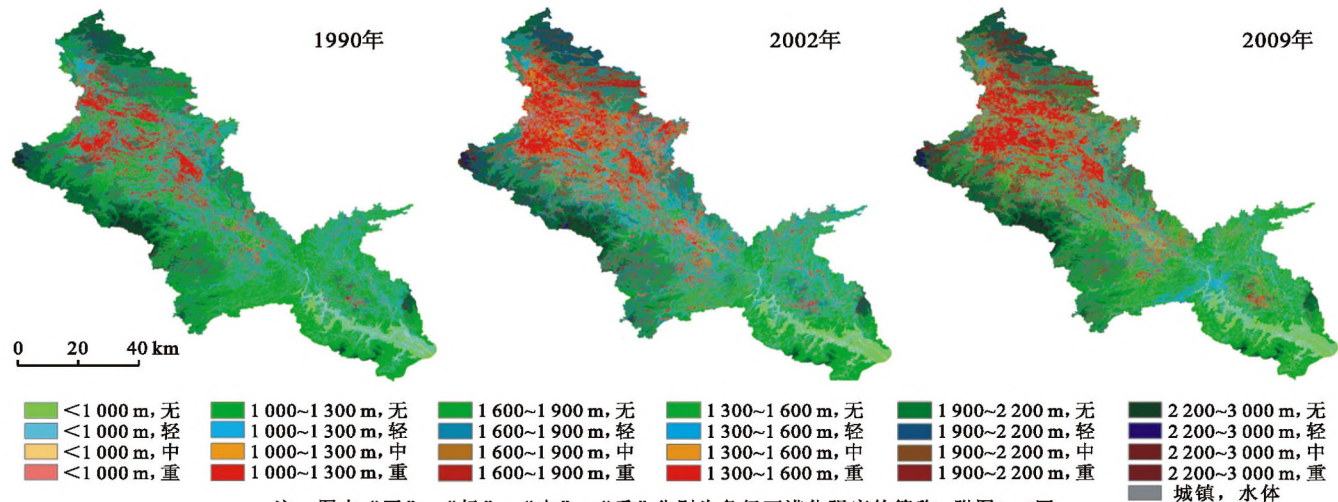 1990年 2002年 2009年
0 20 40 km
<1 000 m, 无 1 000~1 300 m, 无 1 600~1 900 m, 无 1 300~1 600 m, 无 1 900~2 200 m, 无 2 200~3 000 m, 无
<1 000 m, 轻 1 000~1 300 m, 轻 1 600~1 900 m, 轻 1 300~1 600 m, 轻 1 900~2 200 m, 轻 2 200~3 000 m, 轻
<1 000 m, 中 1 000~1 300 m, 中 1 600~1 900 m, 中 1 300~1 600 m, 中 1 900~2 200 m, 中 2 200~3 000 m, 中
<1 000 m, 重 1 000~1 300 m, 重 1 600~1 900 m, 重 1 300~1 600 m, 重 1 900~2 200 m, 重 2 200~3 000 m, 重
城镇，水体